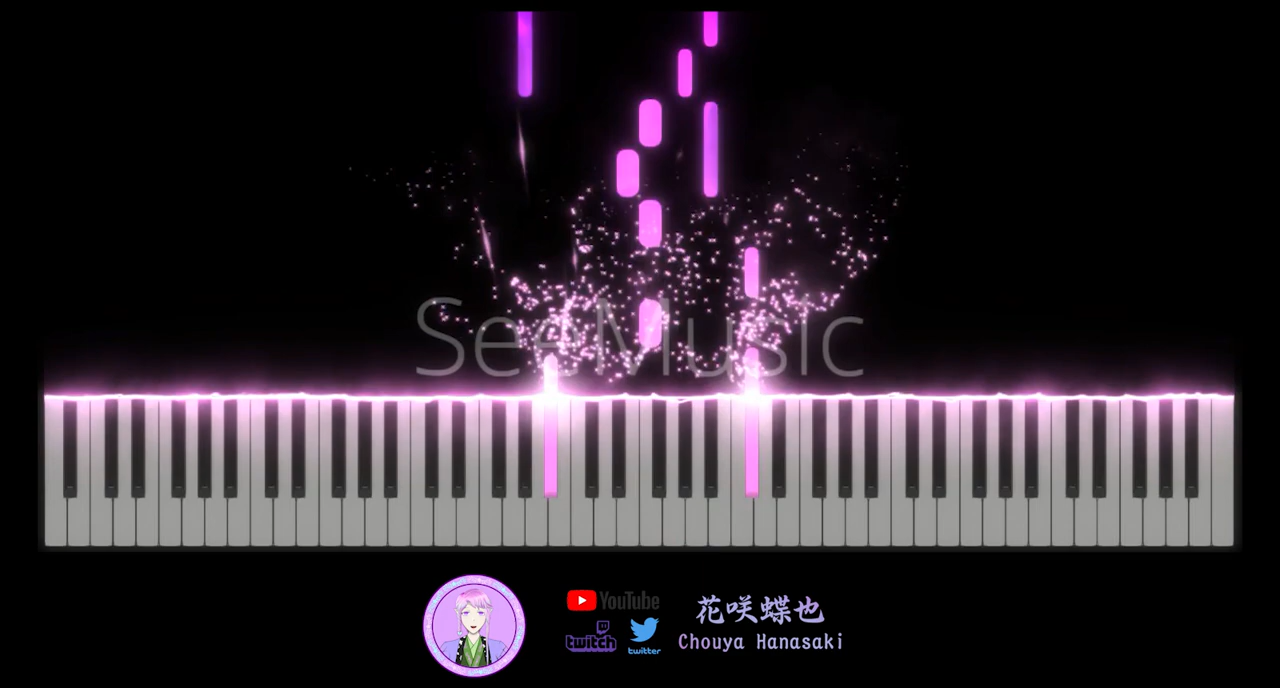 SeeMusic
YouTube
twitch
twitter
花咲蝶也
Chouya Hanasaki